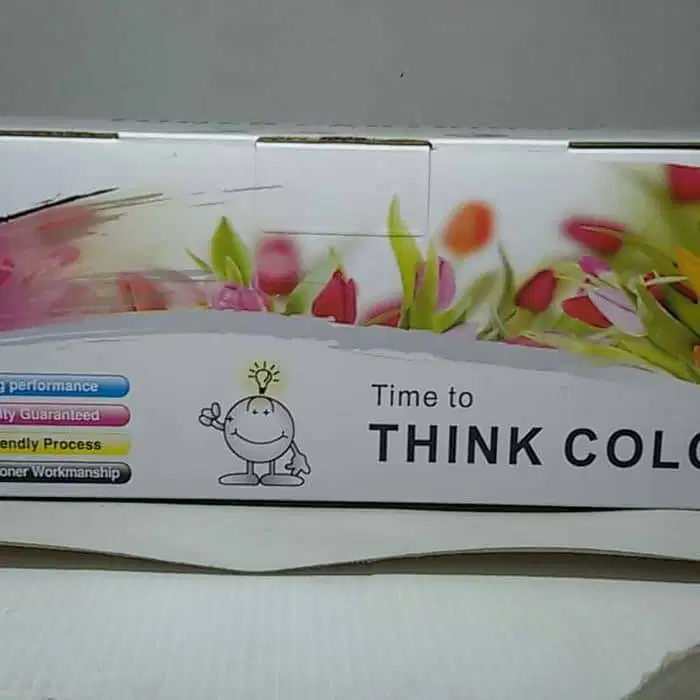 g performance
ity Guaranteed
endly Process
oner Workmanship
Time to
THINK COLO